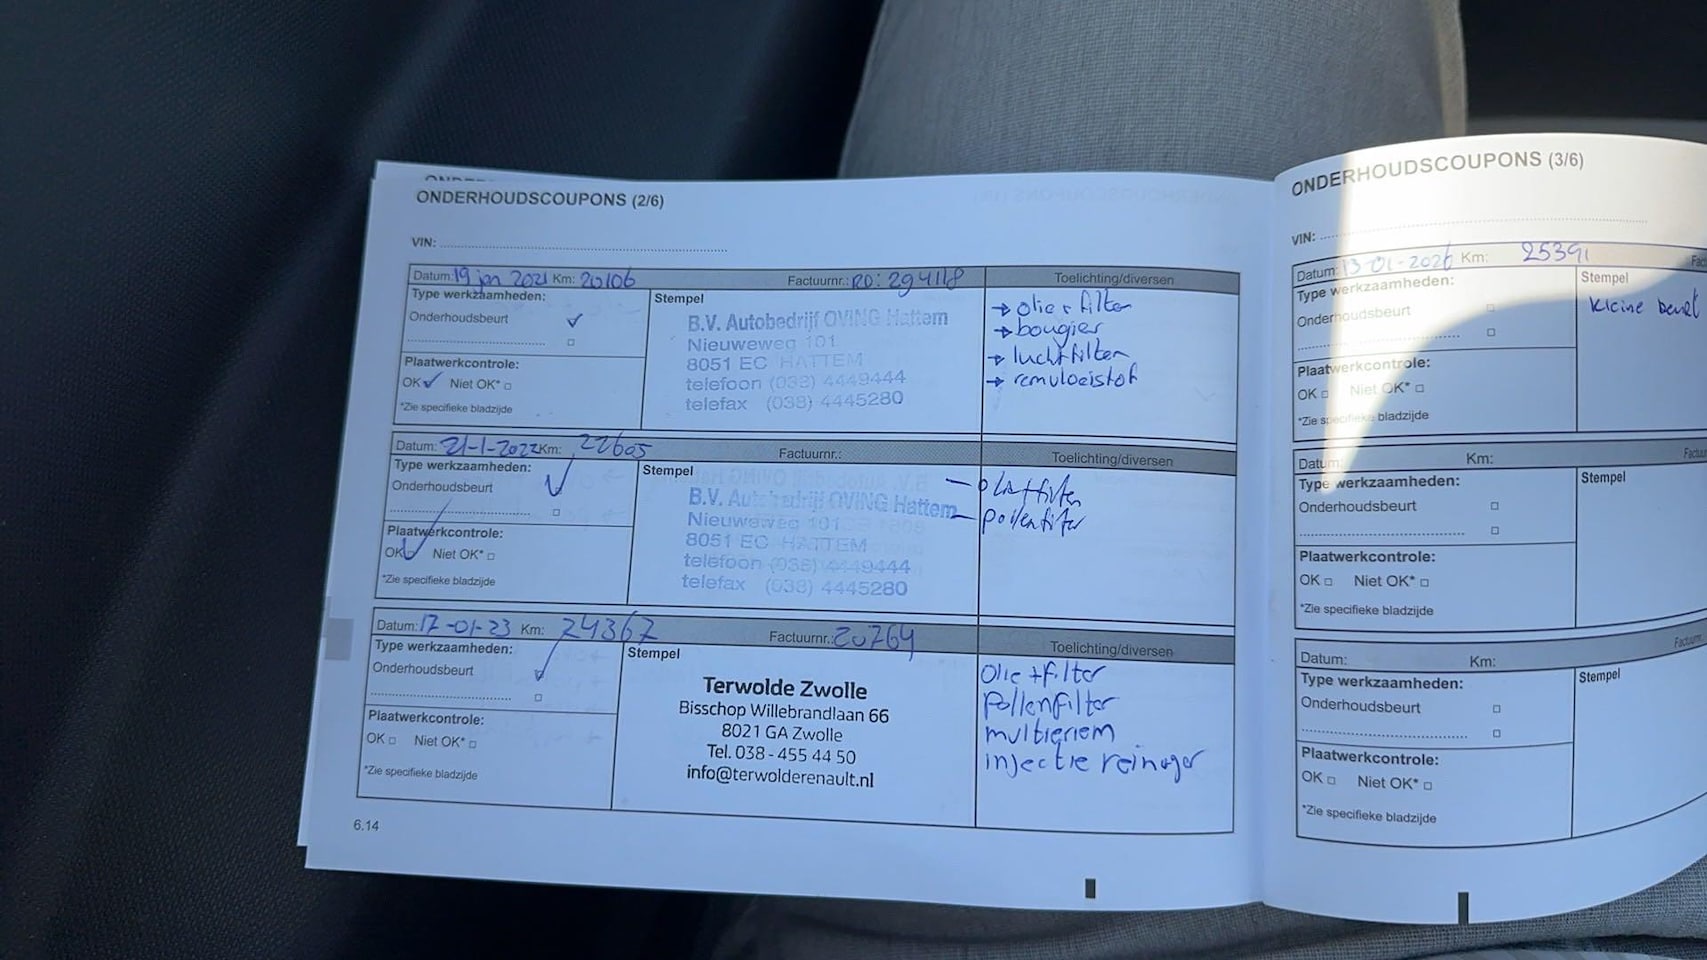 ONDERHOUDSCOUPONS (2/6)
VIN:
Datum: 19 jan 2021 Km: 20106 Factuurnr.: RO: 294118 Toelichting/diversen
Type werkzaamheden:
Onderhoudsbeurt ✓
Plaatwerkcontrole:
OK ✓ Niet OK* □
*Zie specifieke bladzijde
Stempel
B.V. Autobedrijf OVING Hattem
Nieuweweg 101
8051 EC HATTEM
telefoon (038) 4449444
telefax (038) 4445280
→ olie + filter
→ bougies
→ luchtfilter
→ remvloeistof
Datum: 21-1-2022 Km: 22605 Factuurnr.: Toelichting/diversen
Type werkzaamheden:
Onderhoudsbeurt ✓
Plaatwerkcontrole:
OK ✓ Niet OK* □
*Zie specifieke bladzijde
Stempel
B.V. Autobedrijf OVING Hattem
Nieuweweg 101
8051 EC HATTEM
telefoon (038) 4449444
telefax (038) 4445280
- pollenfilter
Datum: 17-01-23 Km: 24367 Factuurnr.: 20764 Toelichting/diversen
Type werkzaamheden:
Onderhoudsbeurt ✓
Plaatwerkcontrole:
OK □ Niet OK* □
*Zie specifieke bladzijde
Stempel
Terwolde Zwolle
Bisschop Willebrandlaan 66
8021 GA Zwolle
Tel. 038 - 455 44 50
info@terwolderenault.nl
Olie +filter
Pollenfilter
multiriem
injectie reiniger
6.14
ONDERHOUDSCOUPONS (3/6)
VIN:
Datum: 13-01-2026 Km: 25391
Type werkzaamheden:
Onderhoudsbeurt □
Plaatwerkcontrole:
OK □ Niet OK* □
*Zie specifieke bladzijde
Stempel
Kleine beurt
Datum: Km:
Type werkzaamheden:
Onderhoudsbeurt □
Plaatwerkcontrole:
OK □ Niet OK* □
*Zie specifieke bladzijde
Stempel
Datum: Km:
Type werkzaamheden:
Onderhoudsbeurt □
Plaatwerkcontrole:
OK □ Niet OK* □
*Zie specifieke bladzijde
Stempel